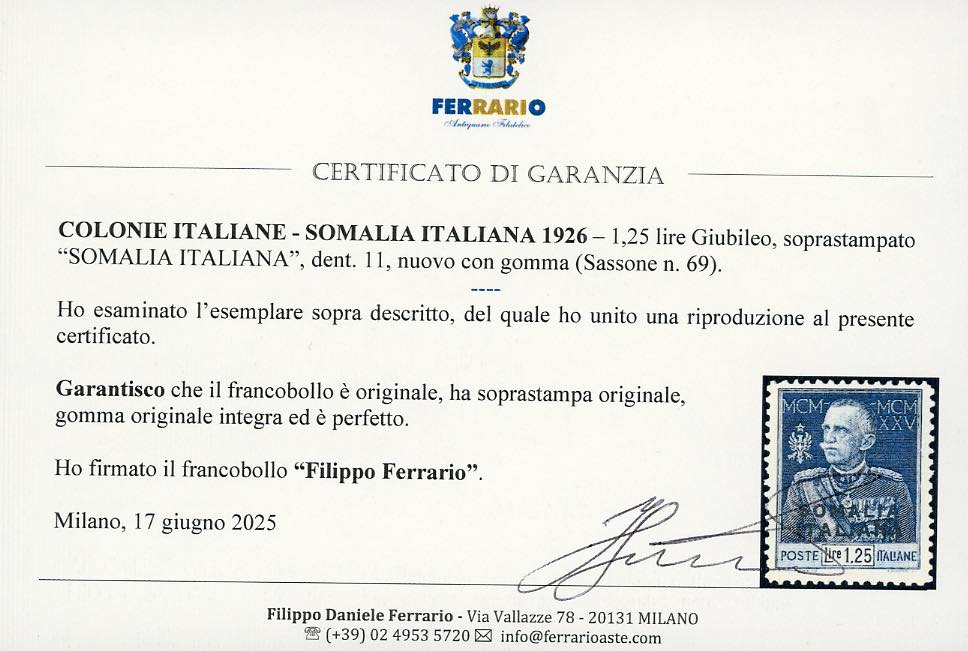 FERRARIO
Antiquario Filatelico
CERTIFICATO DI GARANZIA
COLONIE ITALIANE - SOMALIA ITALIANA 1926 – 1,25 lire Giubileo, soprastampato
“SOMALIA ITALIANA”, dent. 11, nuovo con gomma (Sassone n. 69).
----
Ho esaminato l’esemplare sopra descritto, del quale ho unito una riproduzione al presente
certificato.
Garantisco che il francobollo è originale, ha soprastampa originale,
gomma originale integra ed è perfetto.
Ho firmato il francobollo “Filippo Ferrario”.
Milano, 17 giugno 2025
MCM MCM
XXV
SOMALIA
ITALIANA
POSTE Lire 1.25 ITALIANE
Filippo Daniele Ferrario - Via Vallazze 78 - 20131 MILANO
☏ (+39) 02 4953 5720 ✉ info@ferrarioaste.com